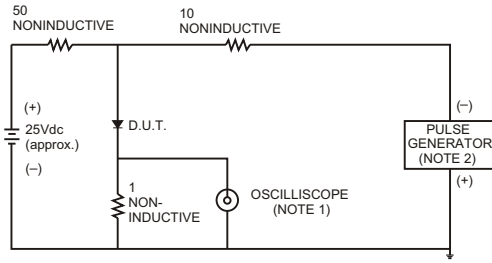 50
NONINDUCTIVE
10
NONINDUCTIVE
(+)
25Vdc
(approx.)
(–)
D.U.T.
1
NON-
INDUCTIVE
OSCILLISCOPE
(NOTE 1)
(–)
PULSE
GENERATOR
(NOTE 2)
(+)